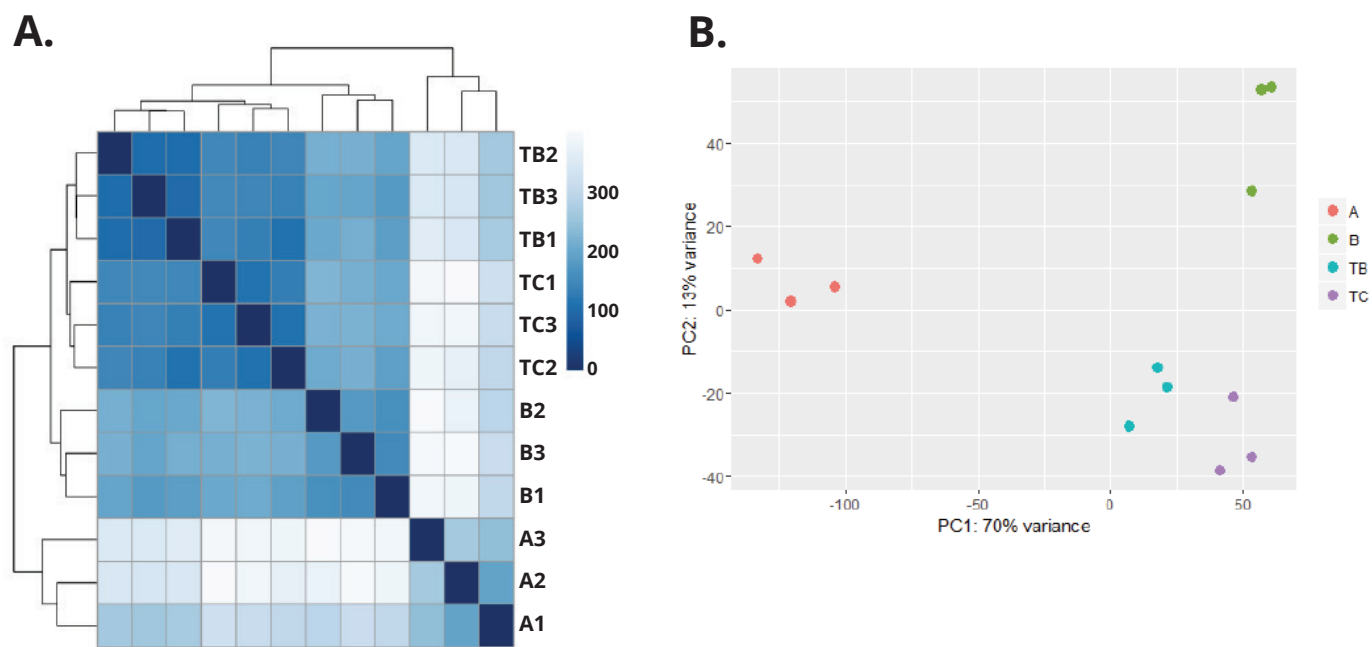 A.
TB2
TB3
TB1
TC1
TC3
TC2
B2
B3
B1
A3
A2
A1
300
200
100
0
B.
PC2: 13% variance
40
20
0
-20
-40
-100
-50
0
50
PC1: 70% variance
A
B
TB
TC